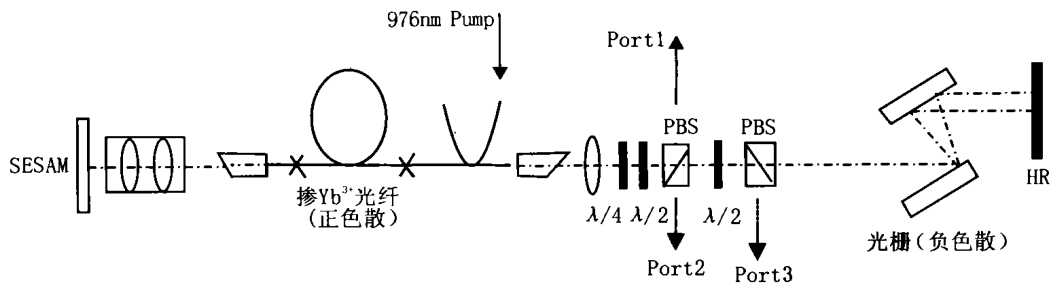 976nm Pump
Port1
PBS
PBS
SESAM
掺Yb³⁺光纤
(正色散)
λ/4
λ/2
λ/2
HR
光栅(负色散)
Port2
Port3